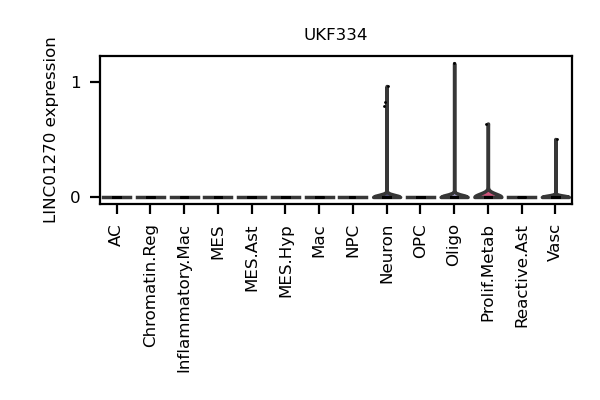 UKF334
LINC01270 expression
1
0
AC
Chromatin.Reg
Inflammatory.Mac
MES
MES.Ast
MES.Hyp
Mac
NPC
Neuron
OPC
Oligo
Prolif.Metab
Reactive.Ast
Vasc